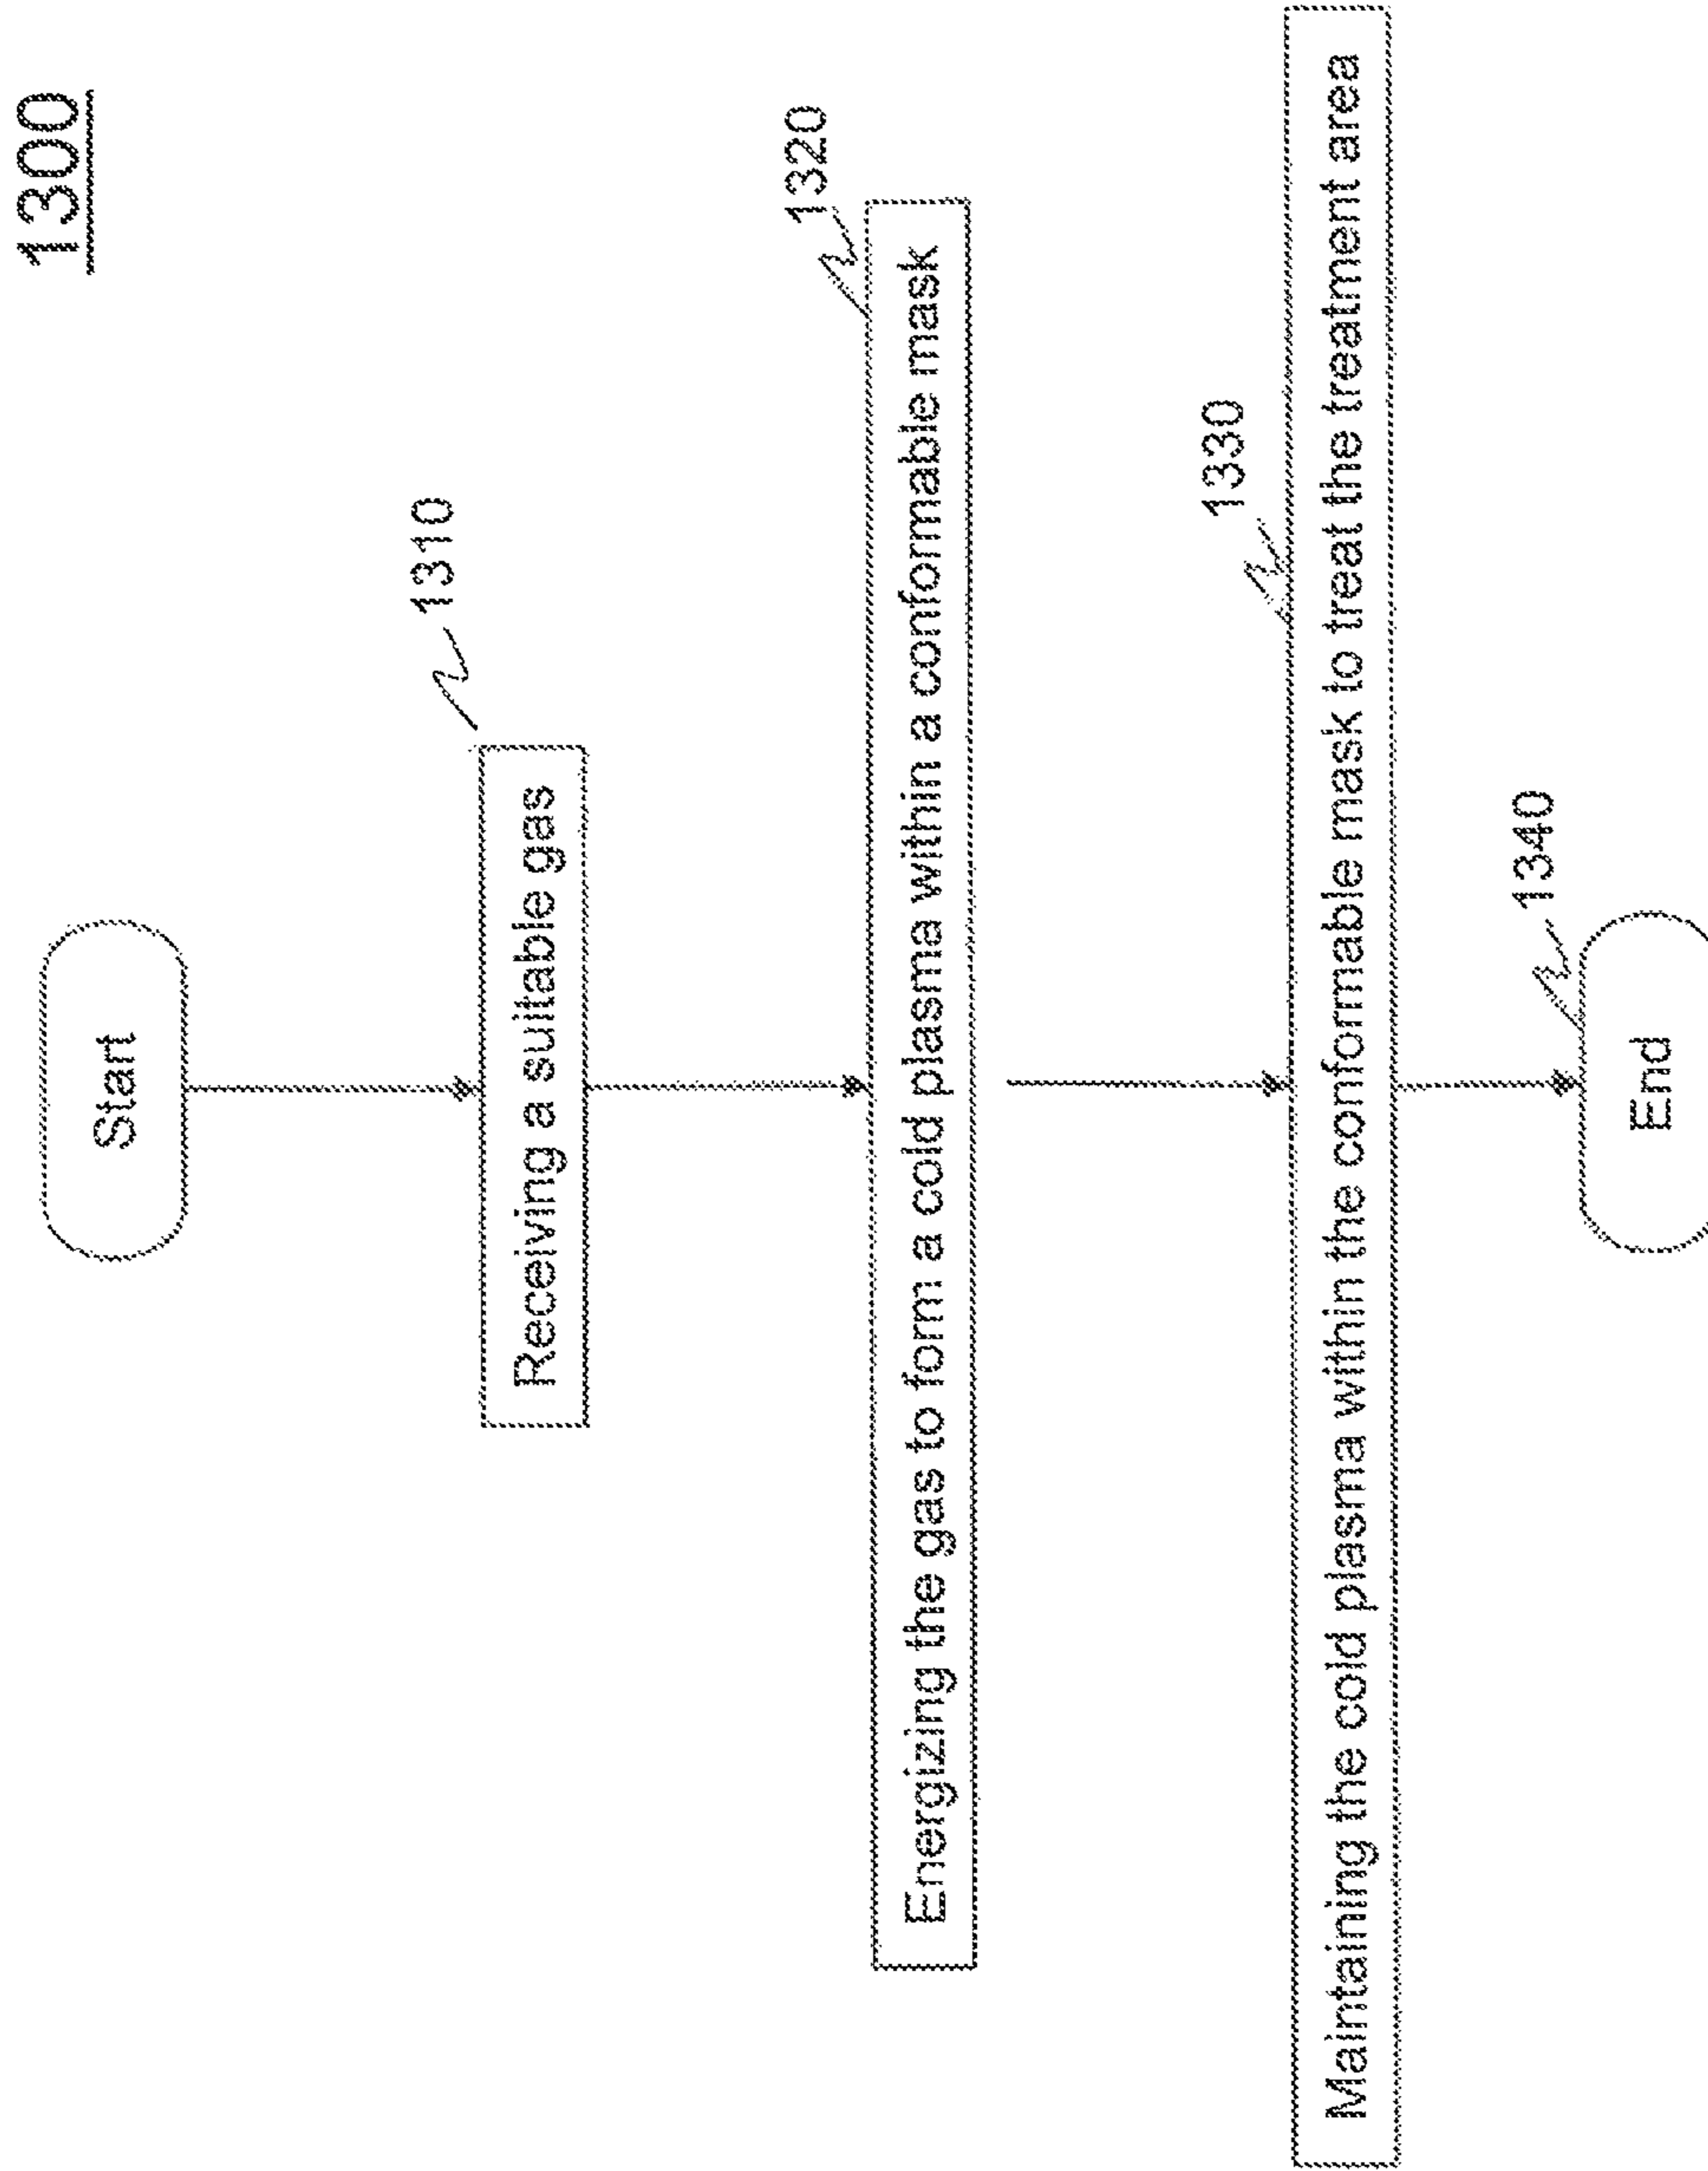 1300
Start
1310
Receiving a suitable gas
1320
Energizing the gas to form a cold plasma within a conformable mask
1330
Maintaining the cold plasma within the conformable mask to treat the treatment area
1340
End